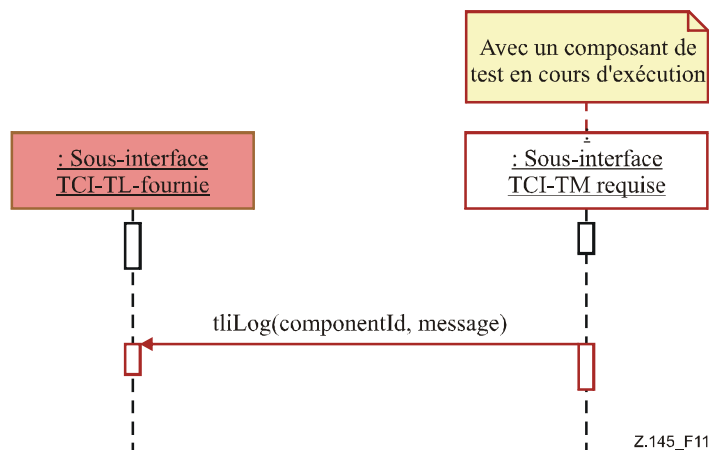 Avec un composant de
test en cours d'exécution
: Sous-interface
TCI-TL-fournie
: Sous-interface
TCI-TM requise
tliLog(componentId, message)
Z.145_F11